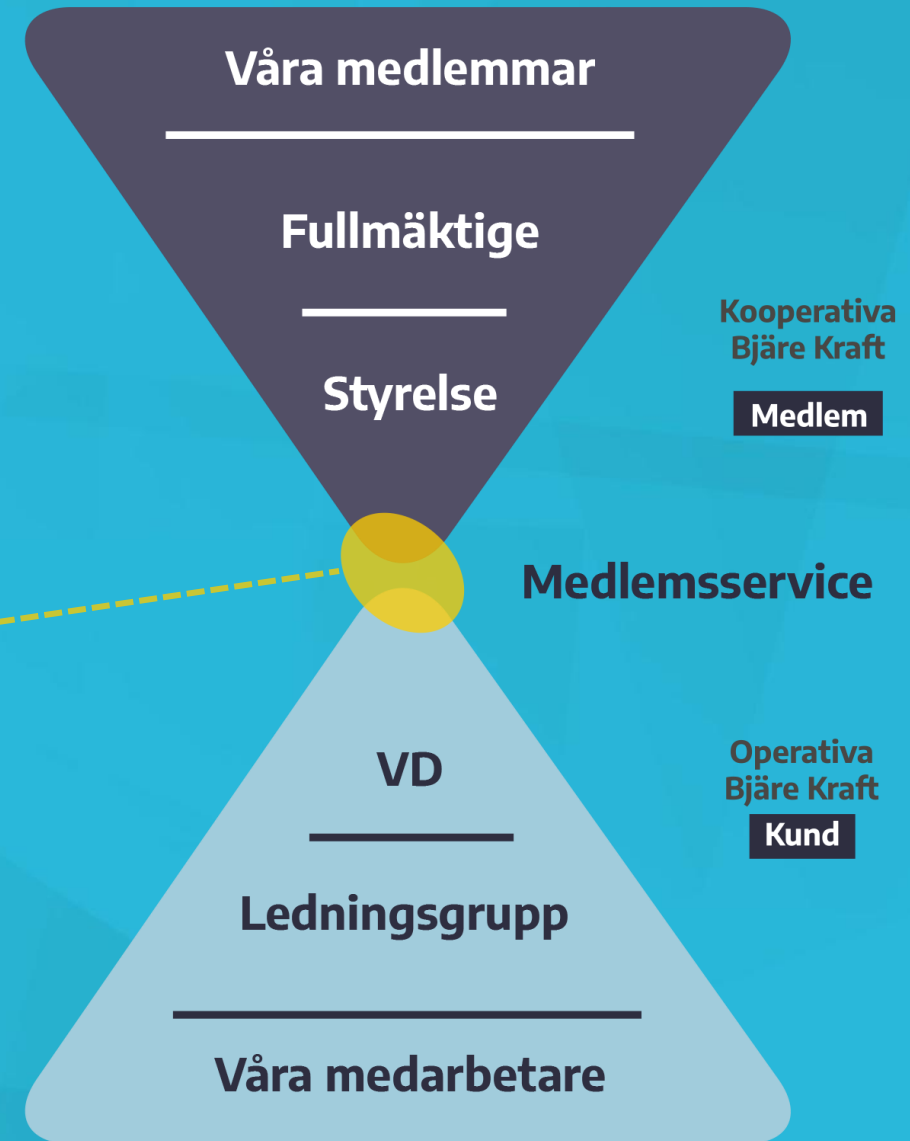 Våra medlemmar
Fullmäktige
Styrelse
Kooperativa
Bjäre Kraft
Medlem
Medlemsservice
VD
Ledningsgrupp
Våra medarbetare
Operativa
Bjäre Kraft
Kund